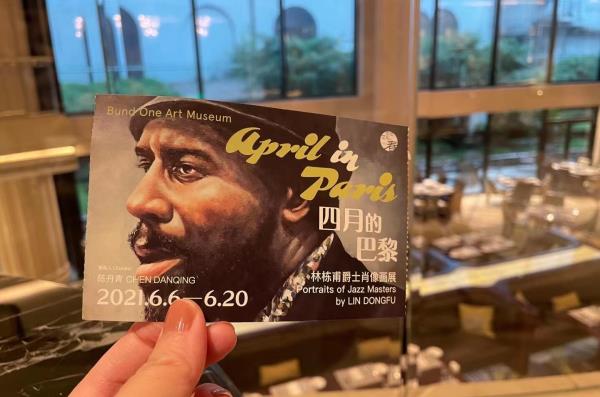 Bund One Art Museum
April in
Paris
四月的
巴黎
林栋甫爵士肖像画展
Portraits of Jazz Masters
by LIN DONGFU
陈丹青 CHEN DANQING
2021.6.6—6.20